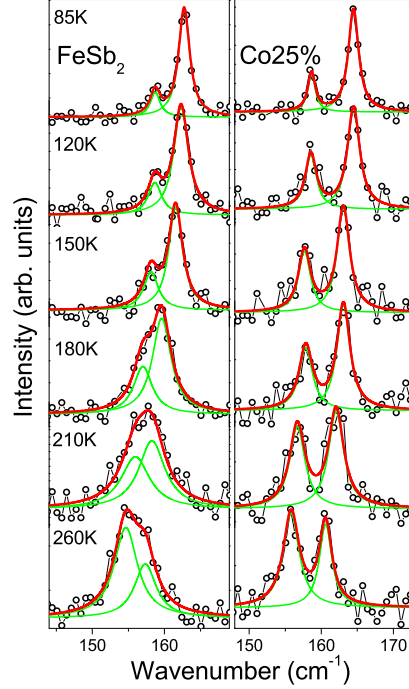 85K
FeSb2
Co25%
120K
150K
180K
210K
260K
Intensity (arb. units)
150 160 150 160 170
Wavenumber (cm-1)